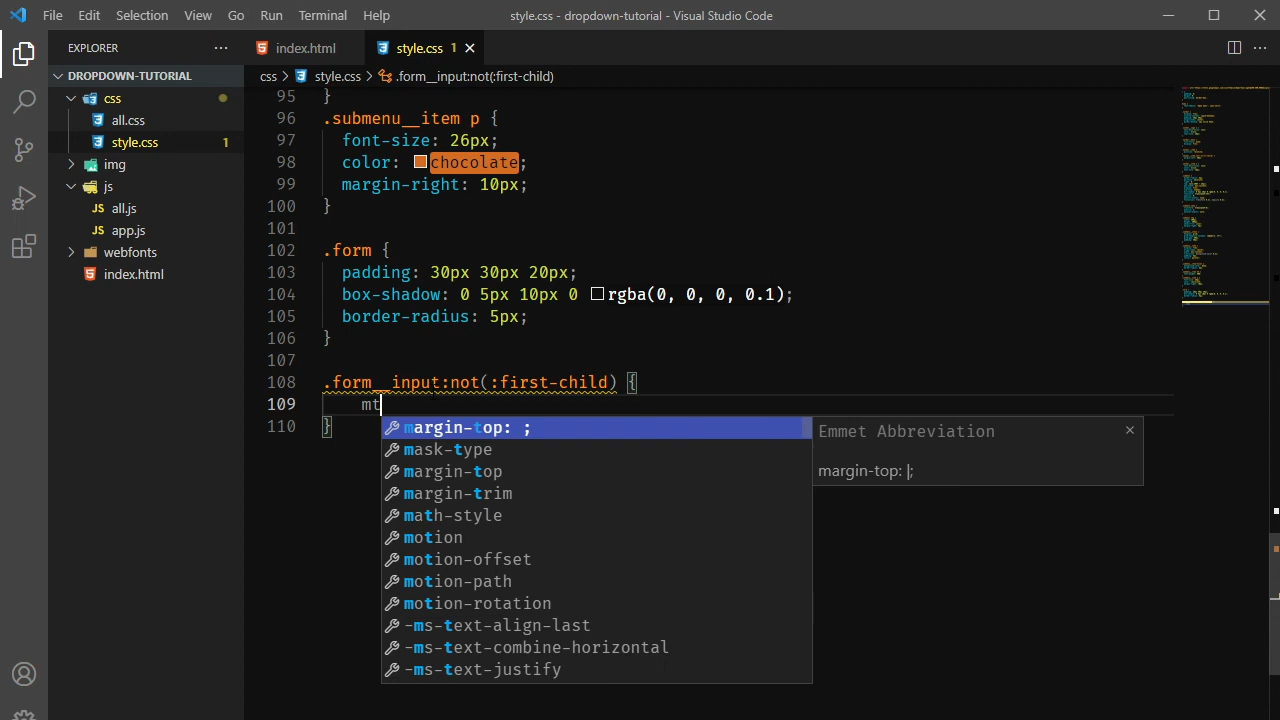 File Edit Selection View Go Run Terminal Help style.css - dropdown-tutorial - Visual Studio Code
EXPLORER
index.html
style.css 1
DROPDOWN-TUTORIAL
css > style.css > .form__input:not(:first-child)
css
all.css
style.css 1
img
js
all.js
app.js
webfonts
index.html
95 }
96 .submenu__item p {
97 font-size: 26px;
98 color: chocolate;
99 margin-right: 10px;
100 }
101
102 .form {
103 padding: 30px 30px 20px;
104 box-shadow: 0 5px 10px 0 rgba(0, 0, 0, 0.1);
105 border-radius: 5px;
106 }
107
108 .form__input:not(:first-child) {
109 mt
110 }
margin-top: ;
mask-type
margin-top
margin-trim
math-style
motion
motion-offset
motion-path
motion-rotation
-ms-text-align-last
-ms-text-combine-horizontal
-ms-text-justify
Emmet Abbreviation
margin-top: |;